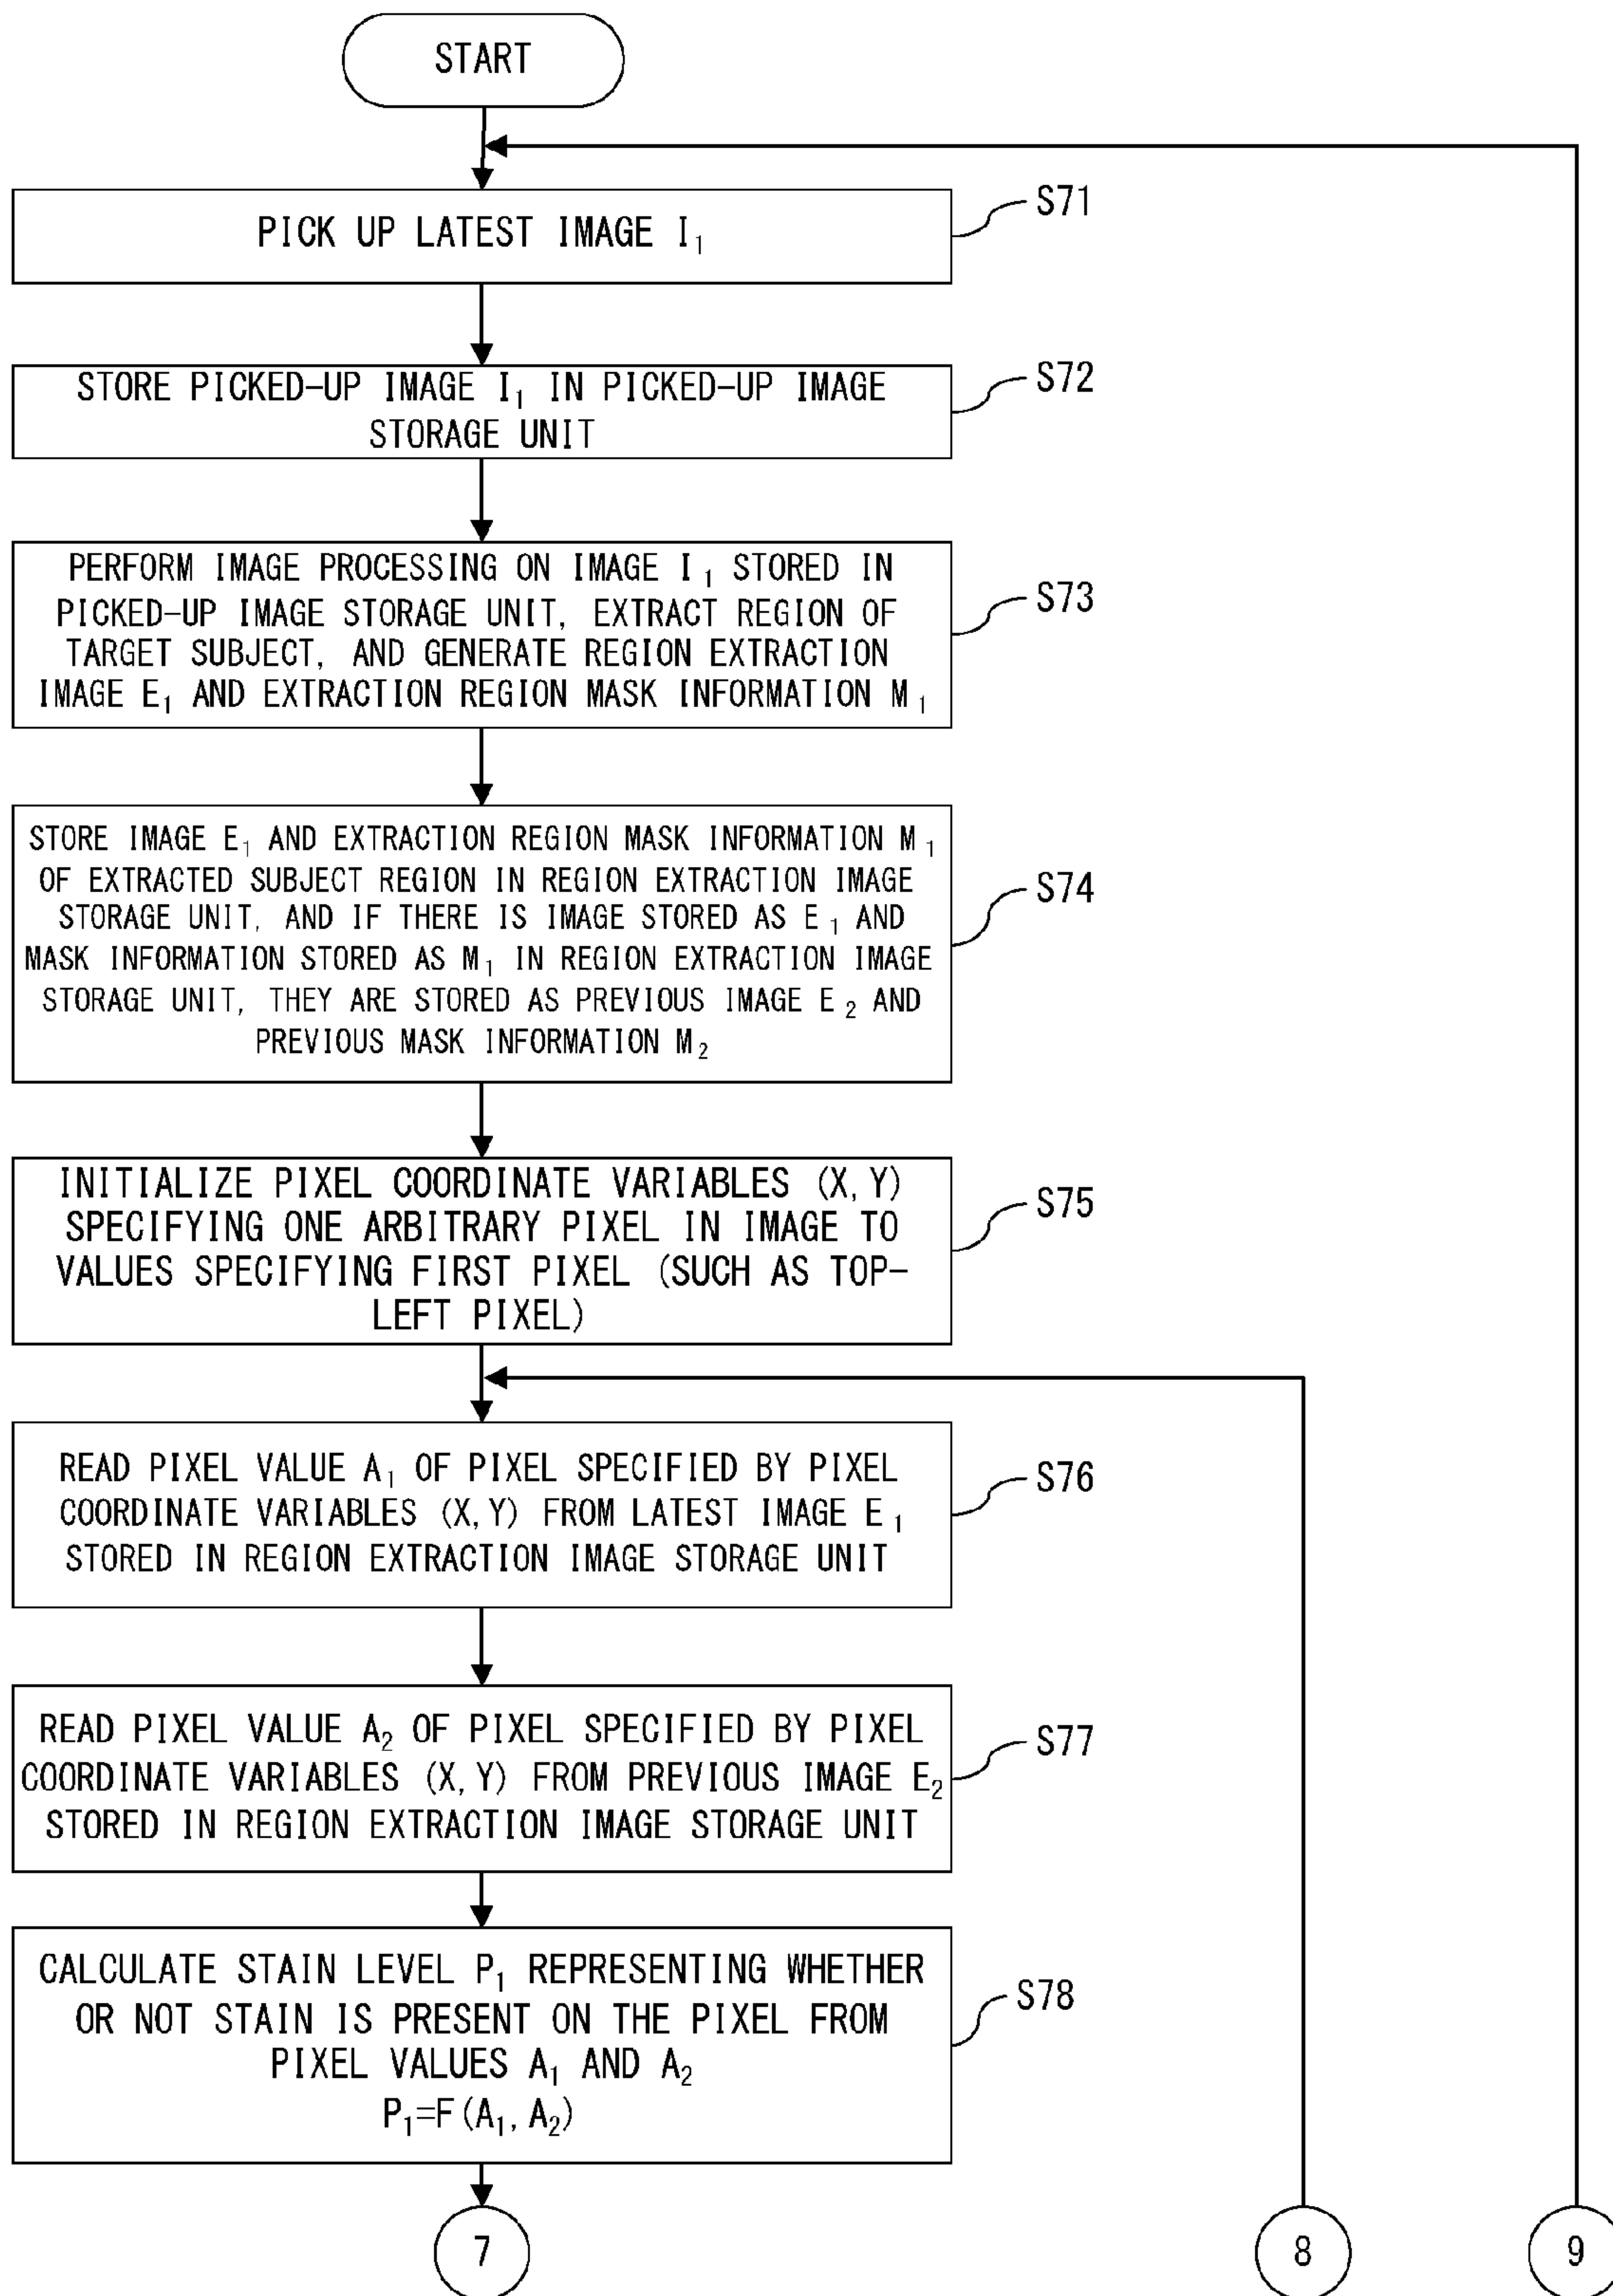 START
PICK UP LATEST IMAGE I₁
S71
STORE PICKED-UP IMAGE I₁ IN PICKED-UP IMAGE
STORAGE UNIT
S72
PERFORM IMAGE PROCESSING ON IMAGE I₁ STORED IN
PICKED-UP IMAGE STORAGE UNIT, EXTRACT REGION OF
TARGET SUBJECT, AND GENERATE REGION EXTRACTION
IMAGE E₁ AND EXTRACTION REGION MASK INFORMATION M₁
S73
STORE IMAGE E₁ AND EXTRACTION REGION MASK INFORMATION M₁
OF EXTRACTED SUBJECT REGION IN REGION EXTRACTION IMAGE
STORAGE UNIT, AND IF THERE IS IMAGE STORED AS E₁ AND
MASK INFORMATION STORED AS M₁ IN REGION EXTRACTION IMAGE
STORAGE UNIT, THEY ARE STORED AS PREVIOUS IMAGE E₂ AND
PREVIOUS MASK INFORMATION M₂
S74
INITIALIZE PIXEL COORDINATE VARIABLES (X,Y)
SPECIFYING ONE ARBITRARY PIXEL IN IMAGE TO
VALUES SPECIFYING FIRST PIXEL (SUCH AS TOP-
LEFT PIXEL)
S75
READ PIXEL VALUE A₁ OF PIXEL SPECIFIED BY PIXEL
COORDINATE VARIABLES (X,Y) FROM LATEST IMAGE E₁
STORED IN REGION EXTRACTION IMAGE STORAGE UNIT
S76
READ PIXEL VALUE A₂ OF PIXEL SPECIFIED BY PIXEL
COORDINATE VARIABLES (X,Y) FROM PREVIOUS IMAGE E₂
STORED IN REGION EXTRACTION IMAGE STORAGE UNIT
S77
CALCULATE STAIN LEVEL P₁ REPRESENTING WHETHER
OR NOT STAIN IS PRESENT ON THE PIXEL FROM
PIXEL VALUES A₁ AND A₂
P₁=F(A₁,A₂)
S78
7
8
9